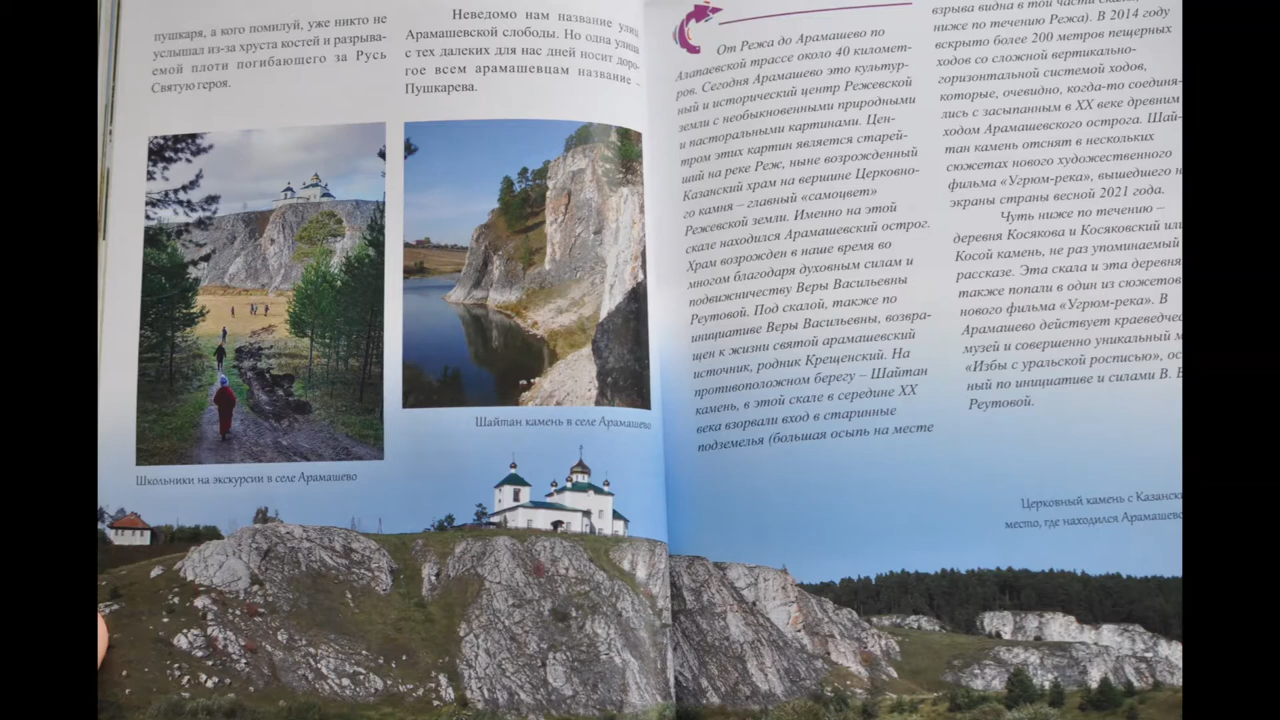 пушкаря, а кого помилуй, уже никто не
услышал из-за хруста костей и разрыва-
емой плоти погибающего за Русь
Святую героя.
Неведомо нам название улиц
Арамашевской слободы. Но одна улица
с тех далеких для нас дней носит доро-
гое всем арамашевцам название –
Пушкарева.
Школьники на экскурсии в селе Арамашево
Шайтан камень в селе Арамашево
От Режа до Арамашево по
Алапаевской трассе около 40 километ-
ров. Сегодня Арамашево это культур-
ный и исторический центр Режевской
земли с необыкновенными природными
и пасторальными картинами. Цен-
тром этих картин является старей-
ший на реке Реж, ныне возрожденный
Казанский храм на вершине Церковно-
го камня – главный «самоцвет»
Режевской земли. Именно на этой
скале находился Арамашевский острог.
Храм возрожден в наше время во
многом благодаря духовным силам и
подвижничеству Веры Васильевны
Реутовой. Под скалой, также по
инициативе Веры Васильевны, возвра-
щен к жизни святой арамашевский
источник, родник Крещенский. На
противоположном берегу – Шайтан
камень, в этой скале в середине XX
века взорвали вход в старинные
подземелья (большая осыпь на месте
взрыва видна в той части скалы,
ниже по течению Режа). В 2014 году
вскрыто более 200 метров пещерных
ходов со сложной вертикально-
горизонтальной системой ходов,
которые, очевидно, когда-то соединя-
лись с засыпанным в XX веке древним
ходом Арамашевского острога. Шай-
тан камень отснят в нескольких
сюжетах нового художественного
фильма «Угрюм-река», вышедшего н
экраны страны весной 2021 года.
Чуть ниже по течению –
деревня Косякова и Косяковский или
Косой камень, не раз упоминаемый
рассказе. Эта скала и эта деревня
также попали в один из сюжетов
нового фильма «Угрюм-река». В
Арамашево действует краеведчес
музей и совершенно уникальный м
«Избы с уральской росписью», ос
ный по инициативе и силами В. В
Реутовой.
Церковный камень с Казанск
место, где находился Арамашевс